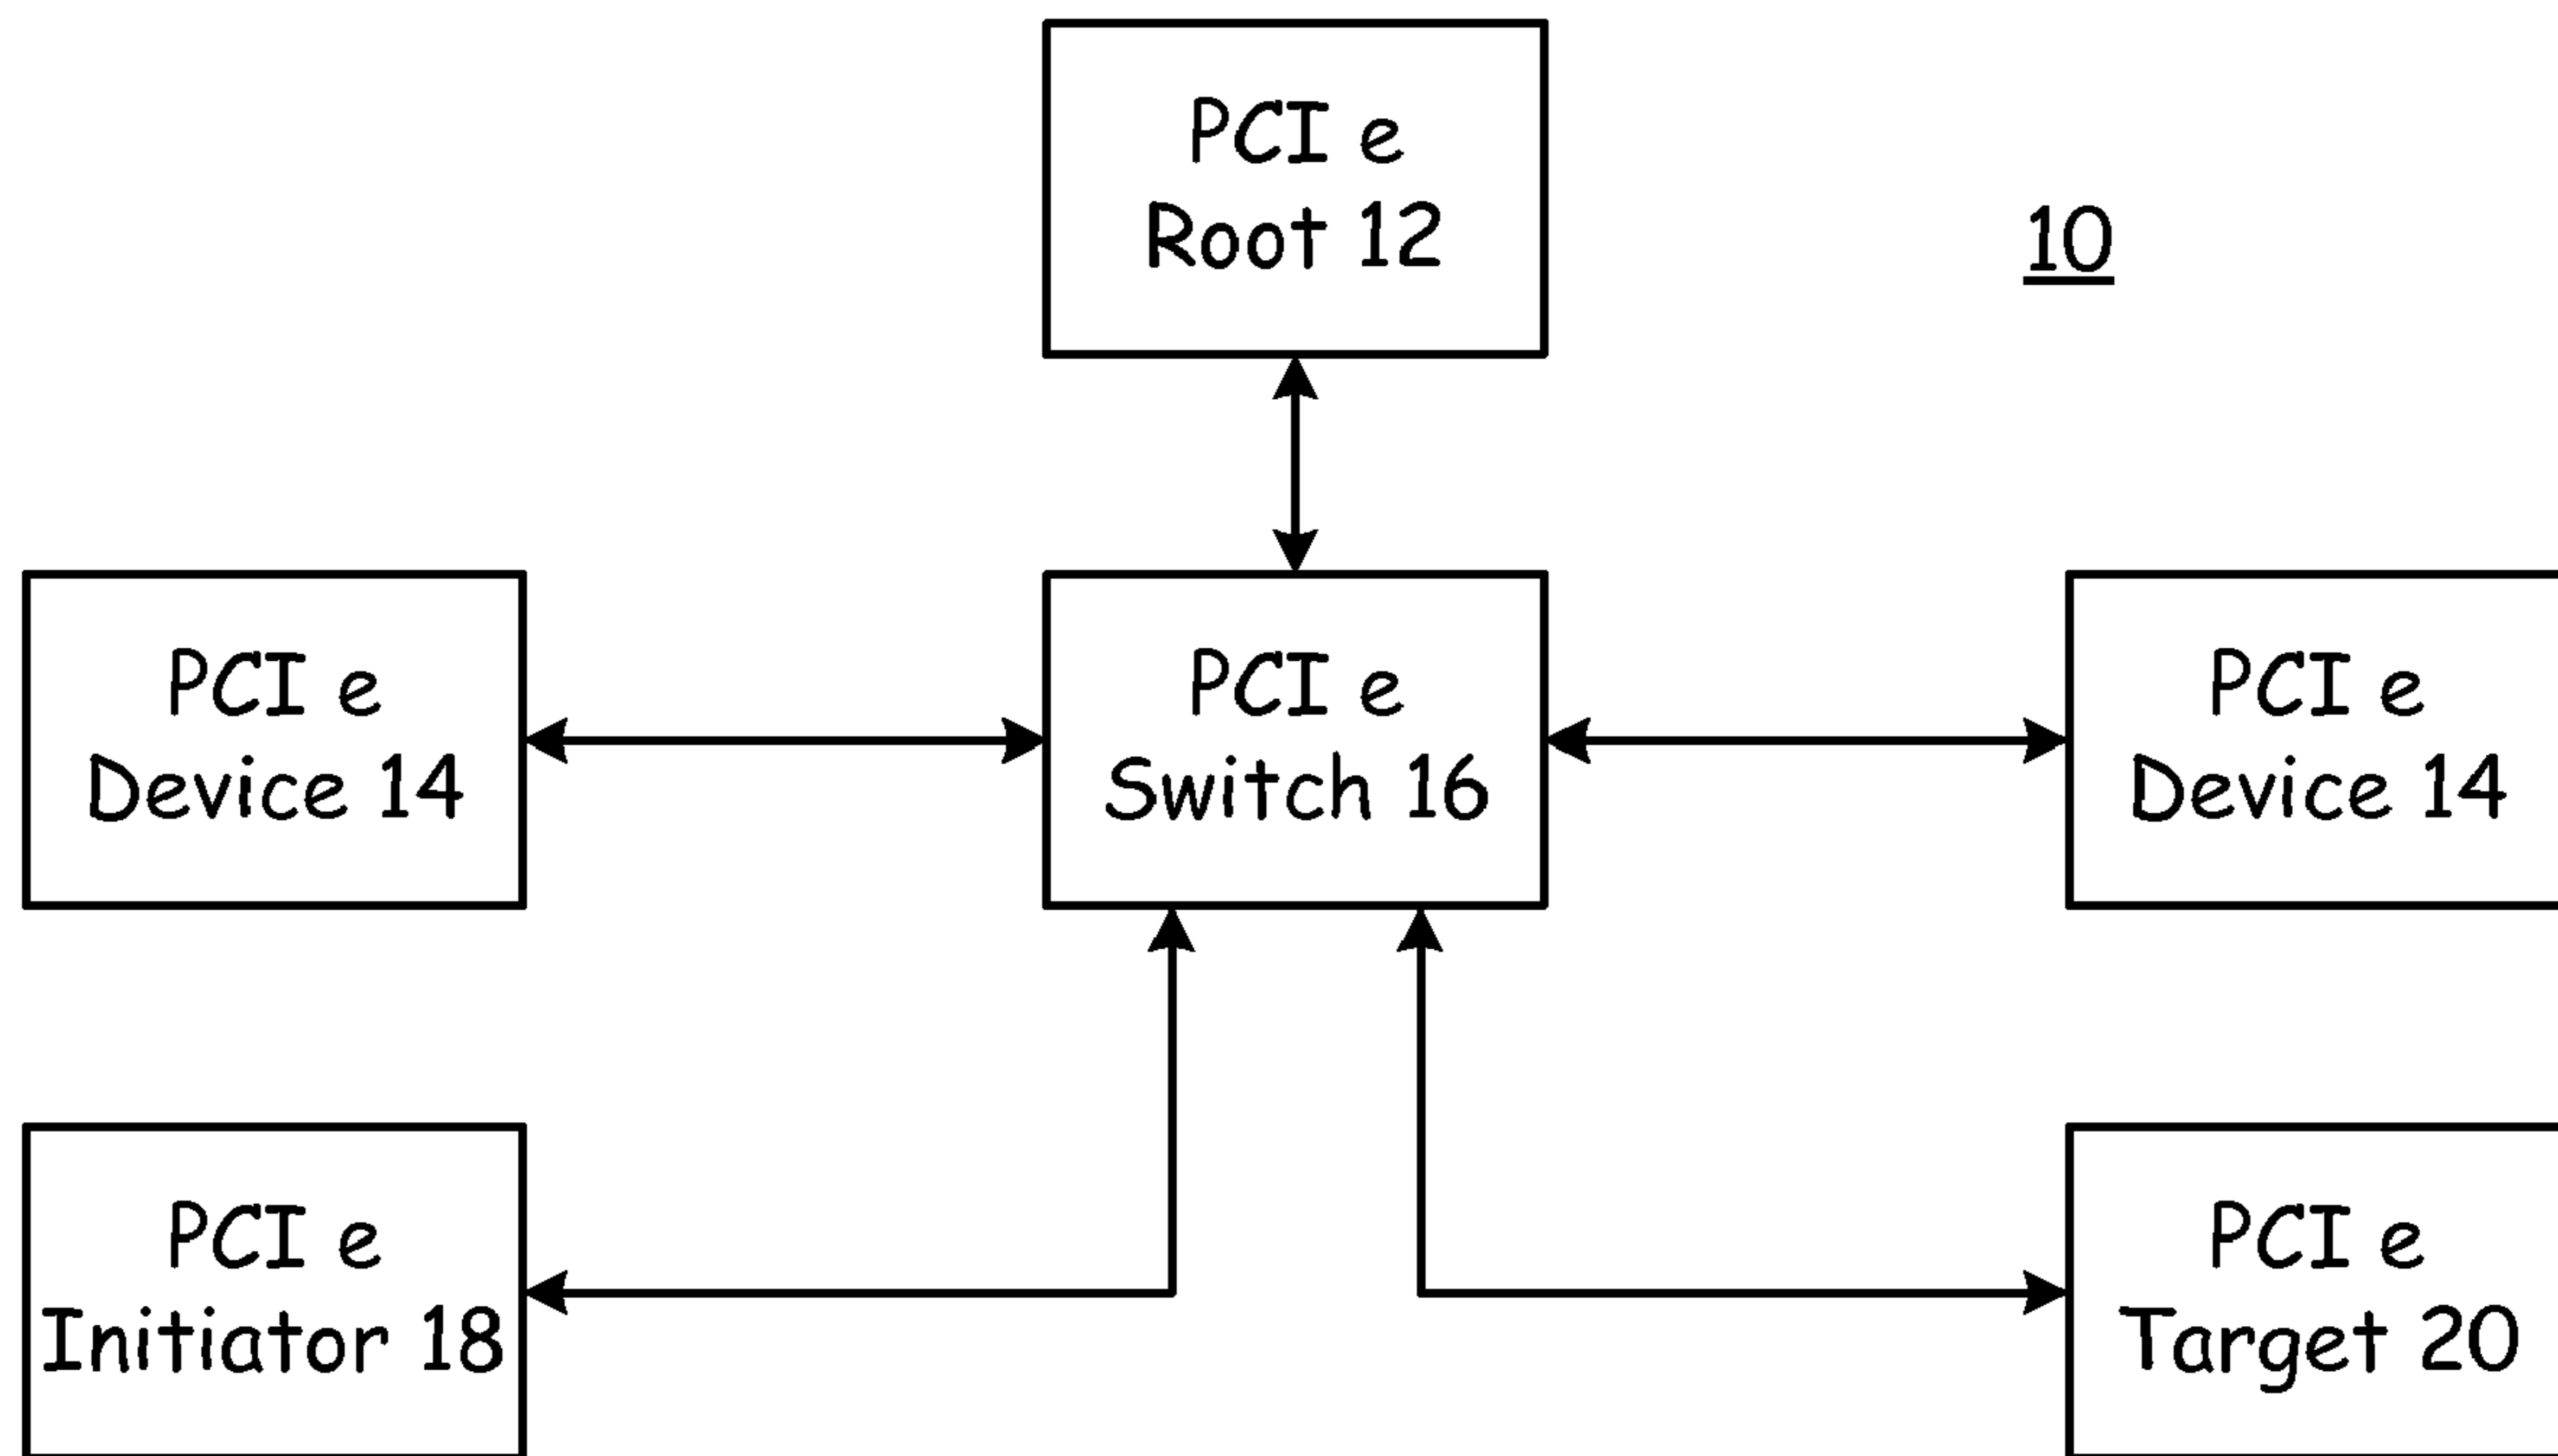 PCI e
Root 12
10
PCI e
Device 14
PCI e
Switch 16
PCI e
Device 14
PCI e
Initiator 18
PCI e
Target 20